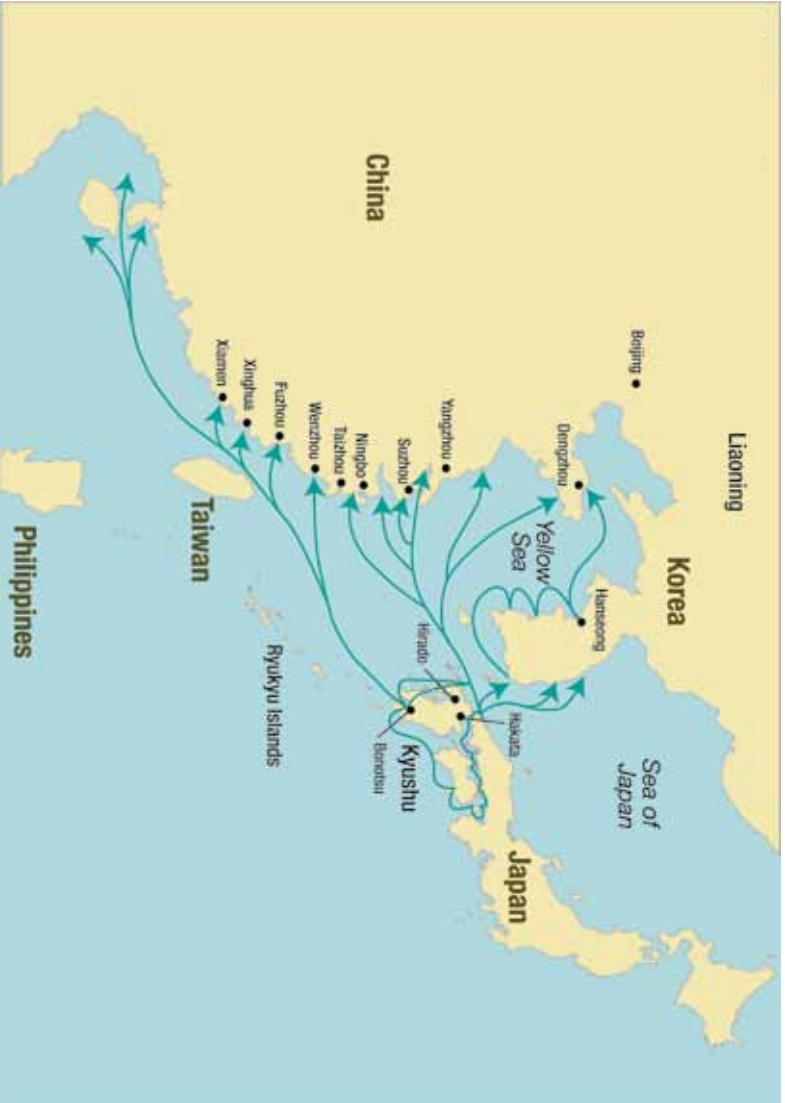 Liaoning
Beijing
Korea
Sea of
Japan
Hanseong
Dengzhou
Yellow
Sea
Japan
Hakata
Yangzhou
Hirado
Suzhou
China
Kyushu
Bonotsu
Ningbo
Taizhou
Wenzhou
Fuzhou
Ryukyu Islands
Xinghua
Xiamen
Taiwan
Philippines